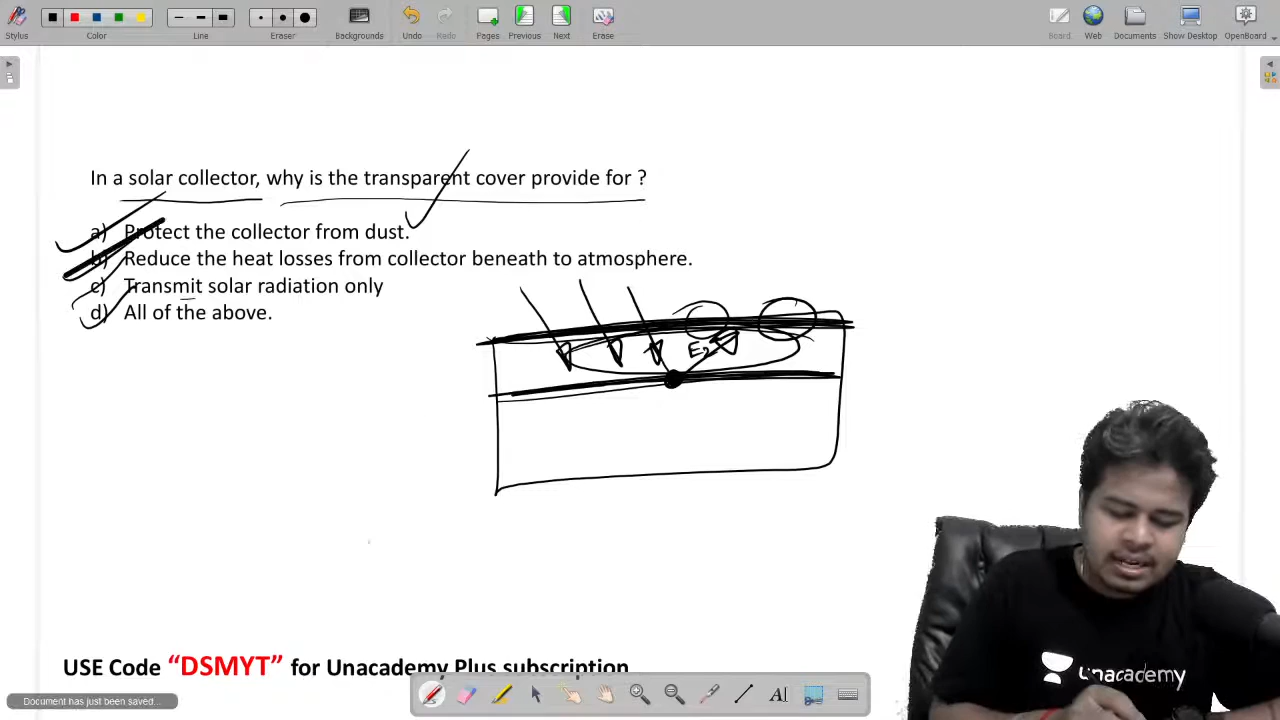 Stylus
Color
Line
Eraser
Backgrounds
Undo
Redo
Pages
Previous
Next
Erase
Board
Web
Documents
Show Desktop
OpenBoard
In a solar collector, why is the transparent cover provide for ?
a) Protect the collector from dust.
b) Reduce the heat losses from collector beneath to atmosphere.
c) Transmit solar radiation only
d) All of the above.
E2
unacademy
USE Code “DSMYT” for Unacademy Plus subscription
Document has just been saved...
AI